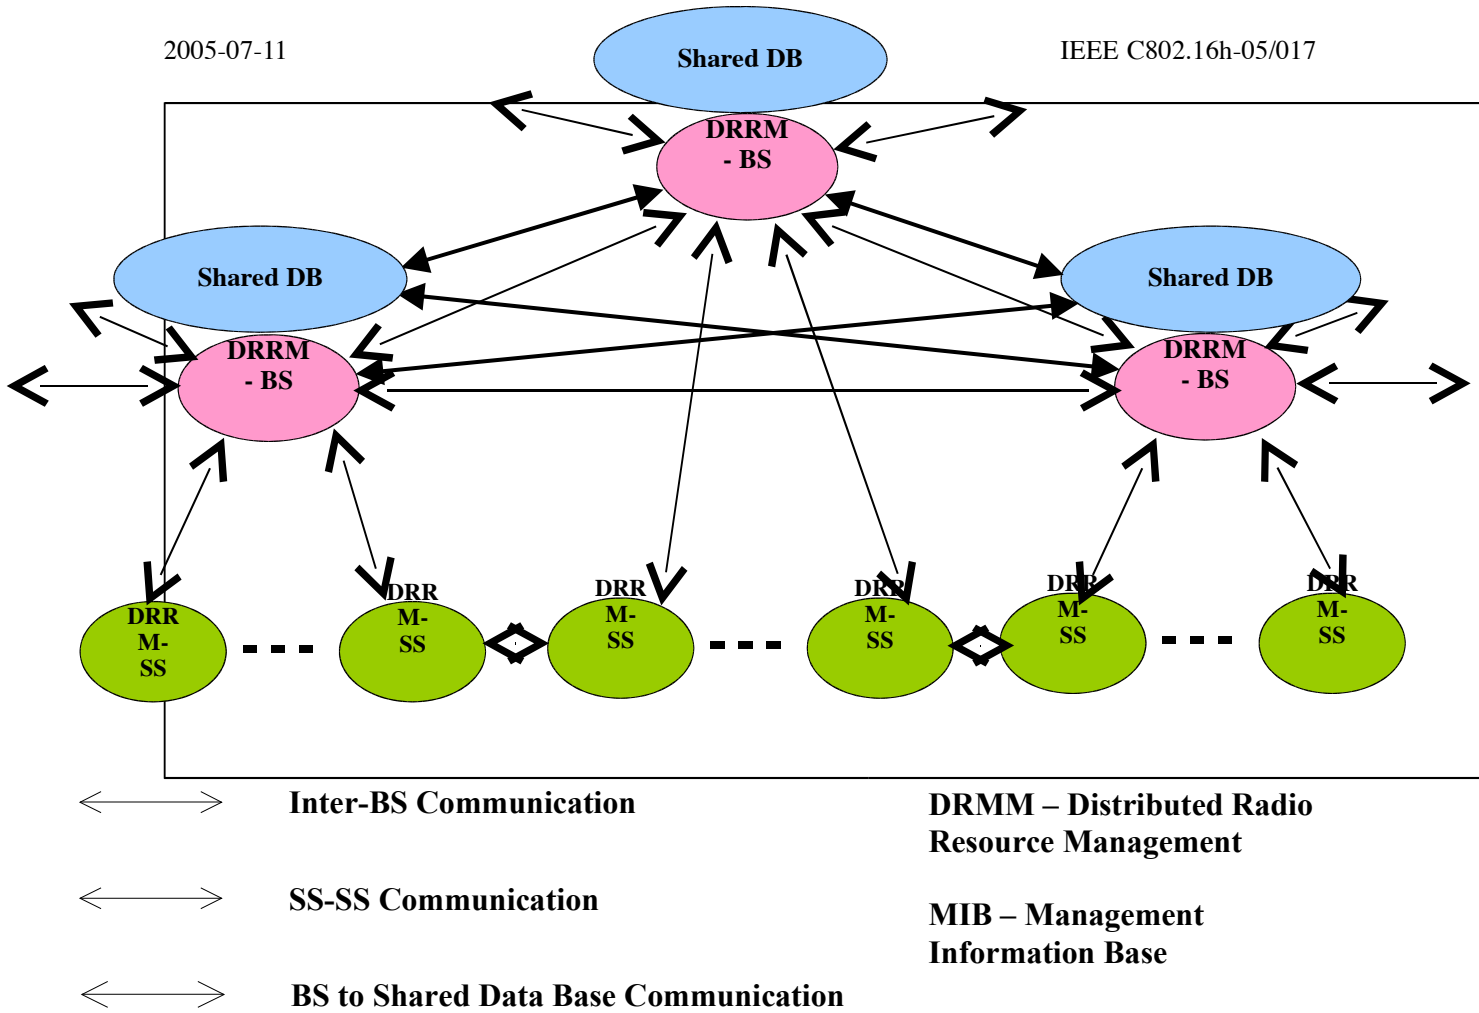 2005-07-11
IEEE C802.16h-05/017
Shared DB
DRRM
- BS
Shared DB
Shared DB
DRRM
- BS
DRRM
- BS
DRR
M-
SS
DRR
M-
SS
DRR
M-
SS
DRR
M-
SS
DRR
M-
SS
DRR
M-
SS
Inter-BS Communication
SS-SS Communication
BS to Shared Data Base Communication
DRMM – Distributed Radio
Resource Management
MIB – Management
Information Base